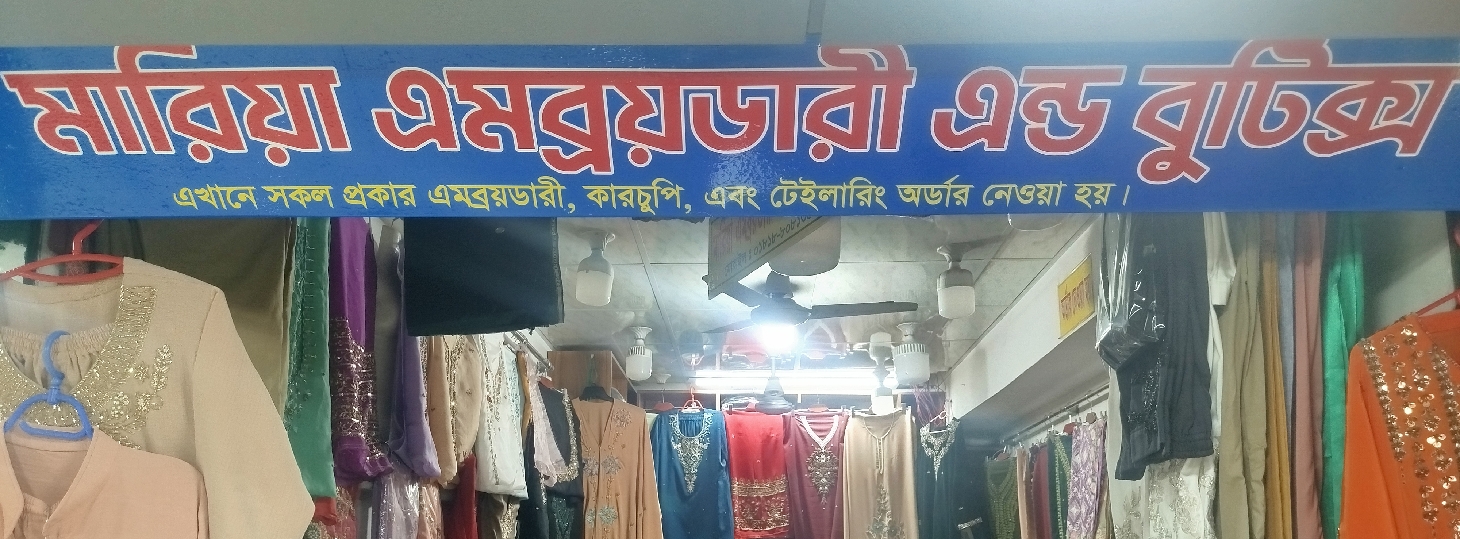 মারিয়া এমব্রয়ডারী এন্ড বুটিক্স
এখানে সকল প্রকার এমব্রয়ডারী, কারচুপি, এবং টেইলারিং অর্ডার নেওয়া হয়।